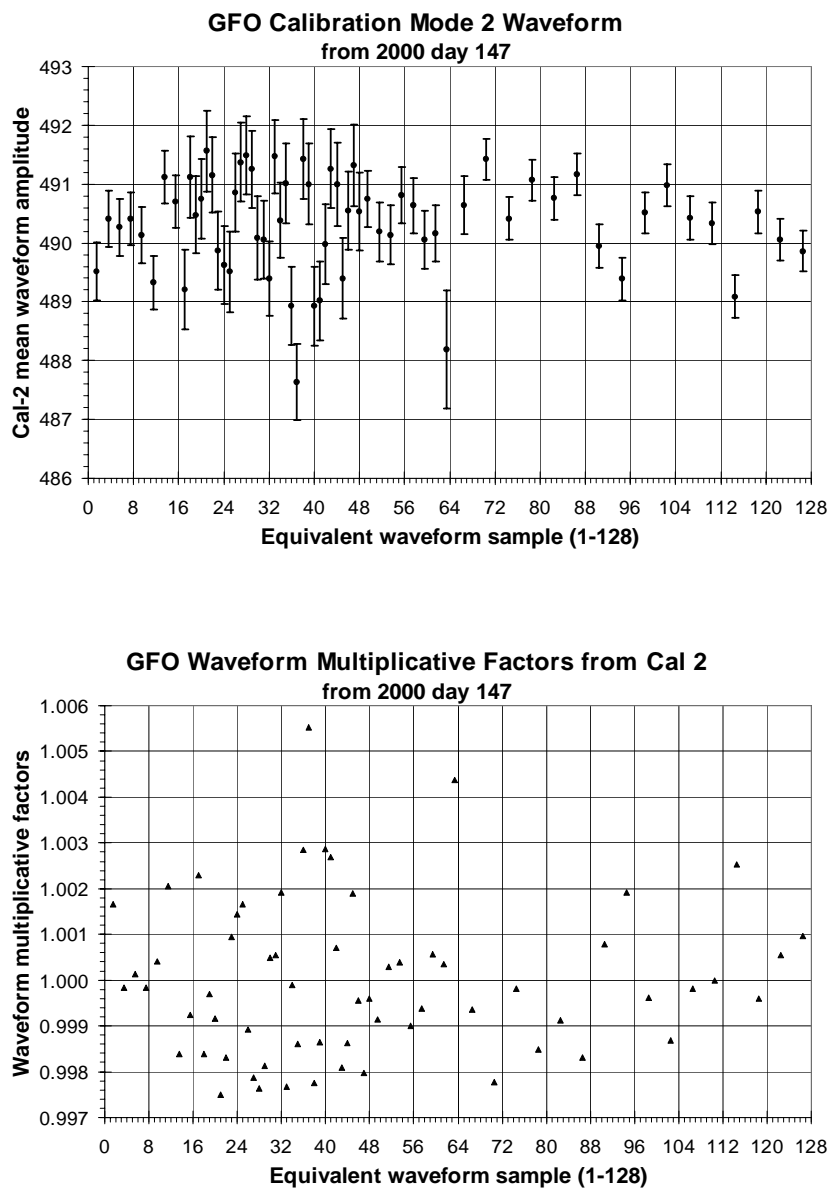 GFO Calibration Mode 2 Waveform
from 2000 day 147
493
492
491
490
489
488
487
486
Cal-2 mean waveform amplitude
0 8 16 24 32 40 48 56 64 72 80 88 96 104 112 120 128
Equivalent waveform sample (1-128)
GFO Waveform Multiplicative Factors from Cal 2
from 2000 day 147
1.006
1.005
1.004
1.003
1.002
1.001
1.000
0.999
0.998
0.997
Waveform multiplicative factors
0 8 16 24 32 40 48 56 64 72 80 88 96 104 112 120 128
Equivalent waveform sample (1-128)